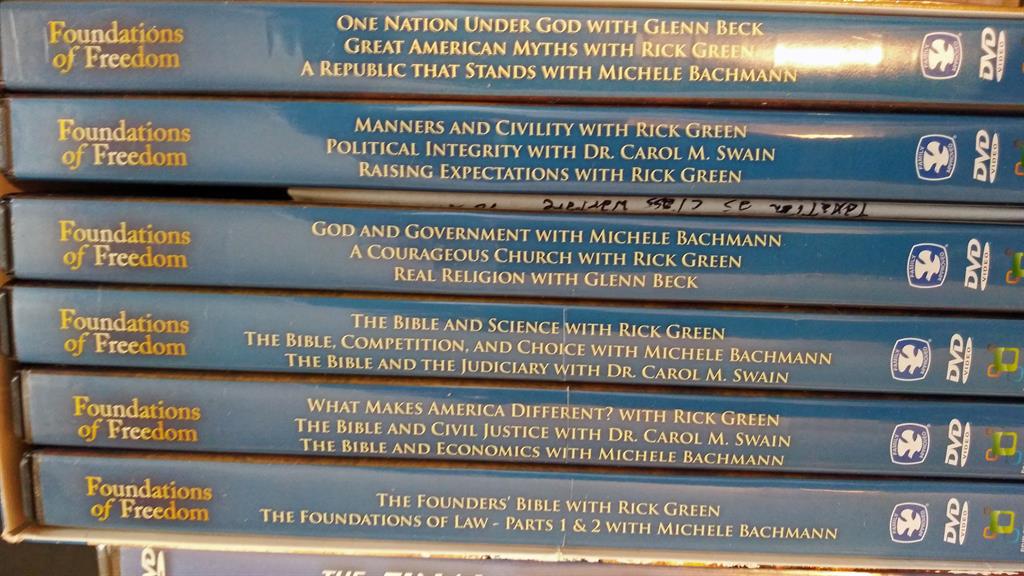 Foundations
of Freedom
One Nation Under God with Glenn Beck
Great American Myths with Rick Green
A Republic that Stands with Michele Bachmann
DVD
Foundations
of Freedom
Manners and Civility with Rick Green
Political Integrity with Dr. Carol M. Swain
Raising Expectations with Rick Green
DVD
VIDEO
Foundations
of Freedom
God and Government with Michele Bachmann
A Courageous Church with Rick Green
Real Religion with Glenn Beck
DVD
VIDEO
Foundations
of Freedom
The Bible and Science with Rick Green
The Bible, Competition, and Choice with Michele Bachmann
The Bible and the Judiciary with Dr. Carol M. Swain
DVD
VIDEO
Foundations
of Freedom
What Makes America Different? with Rick Green
The Bible and Civil Justice with Dr. Carol M. Swain
The Bible and Economics with Michele Bachmann
DVD
VIDEO
Foundations
of Freedom
The Founders' Bible with Rick Green
The Foundations of Law - Parts 1 & 2 with Michele Bachmann
DVD
VIDEO